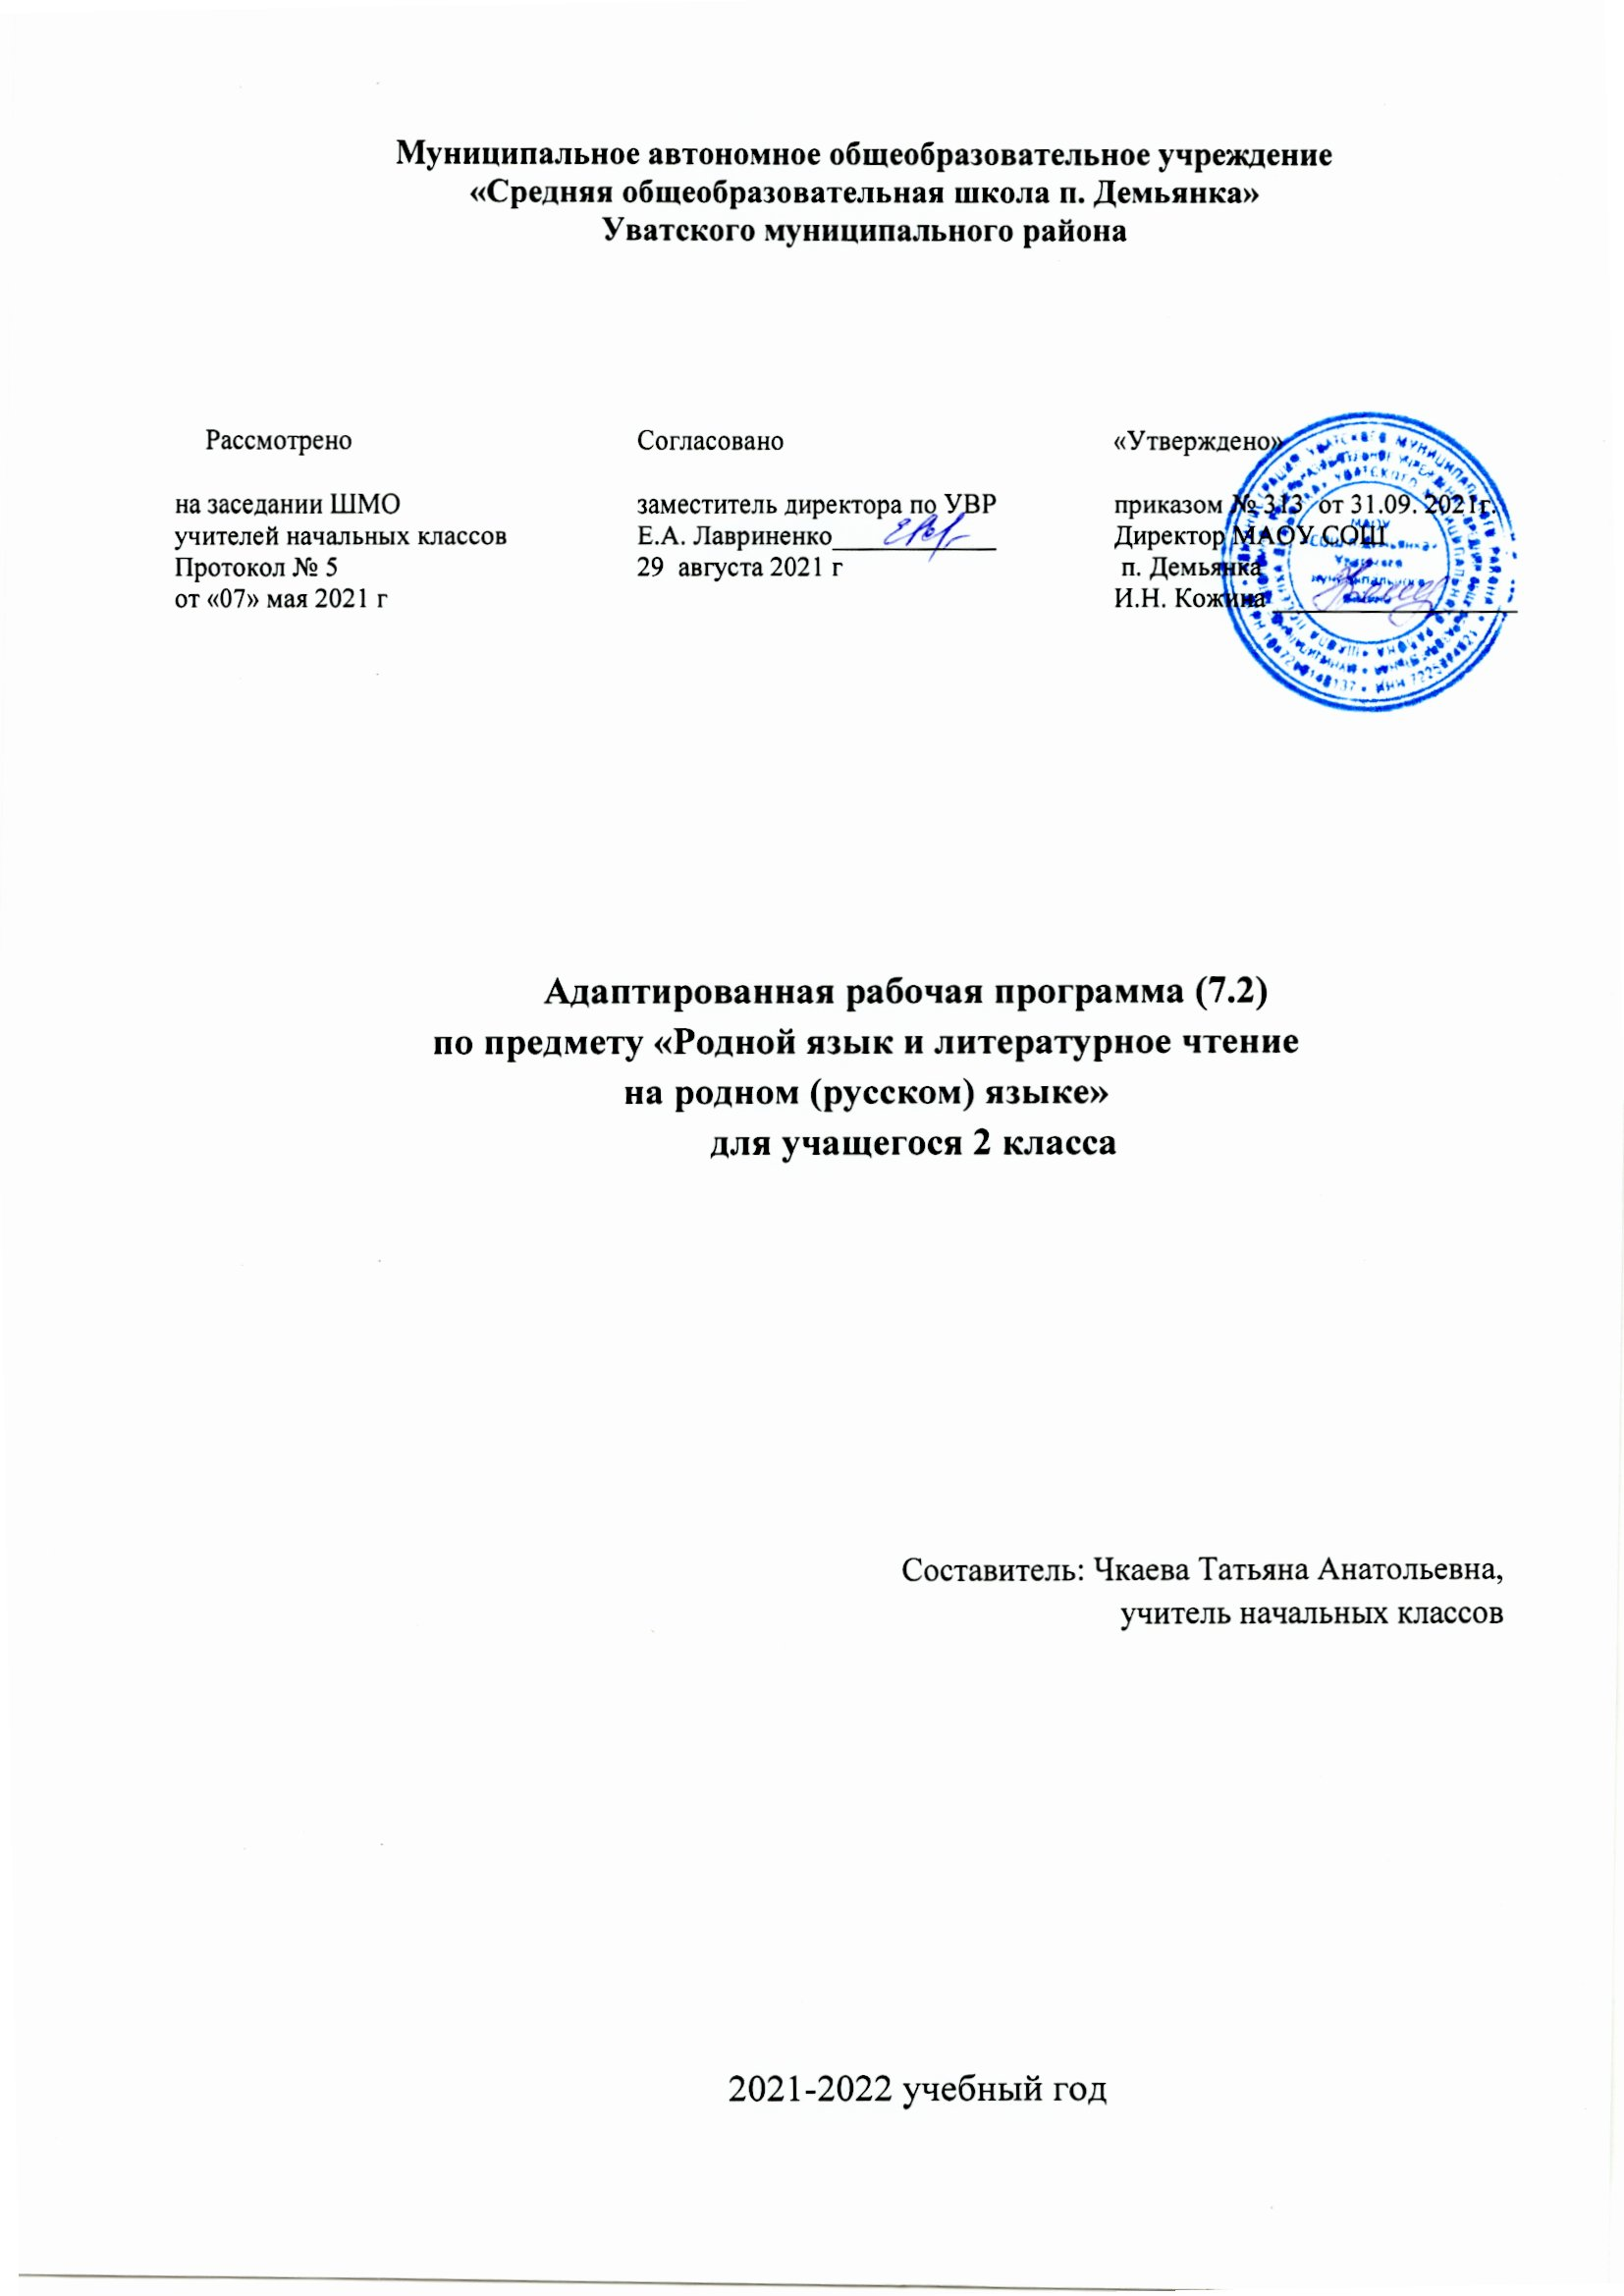 Муниципальное автономное общеобразовательное учреждение
«Средняя общеобразовательная школа п. Демьянка»
Уватского муниципального района
Рассмотрено
на заседании ШМО
учителей начальных классов
Протокол № 5
от «07» мая 2021 г
Согласовано
заместитель директора по УВР
Е.А. Лавриненко
29 августа 2021 г
«Утверждено»
приказом № 313 от 31.09. 2021г.
Директор МАОУ СОШ
п. Демьянка
И.Н. Кожина
Адаптированная рабочая программа (7.2)
по предмету «Родной язык и литературное чтение
на родном (русском) языке»
для учащегося 2 класса
Составитель: Чкаева Татьяна Анатольевна,
учитель начальных классов
2021-2022 учебный год